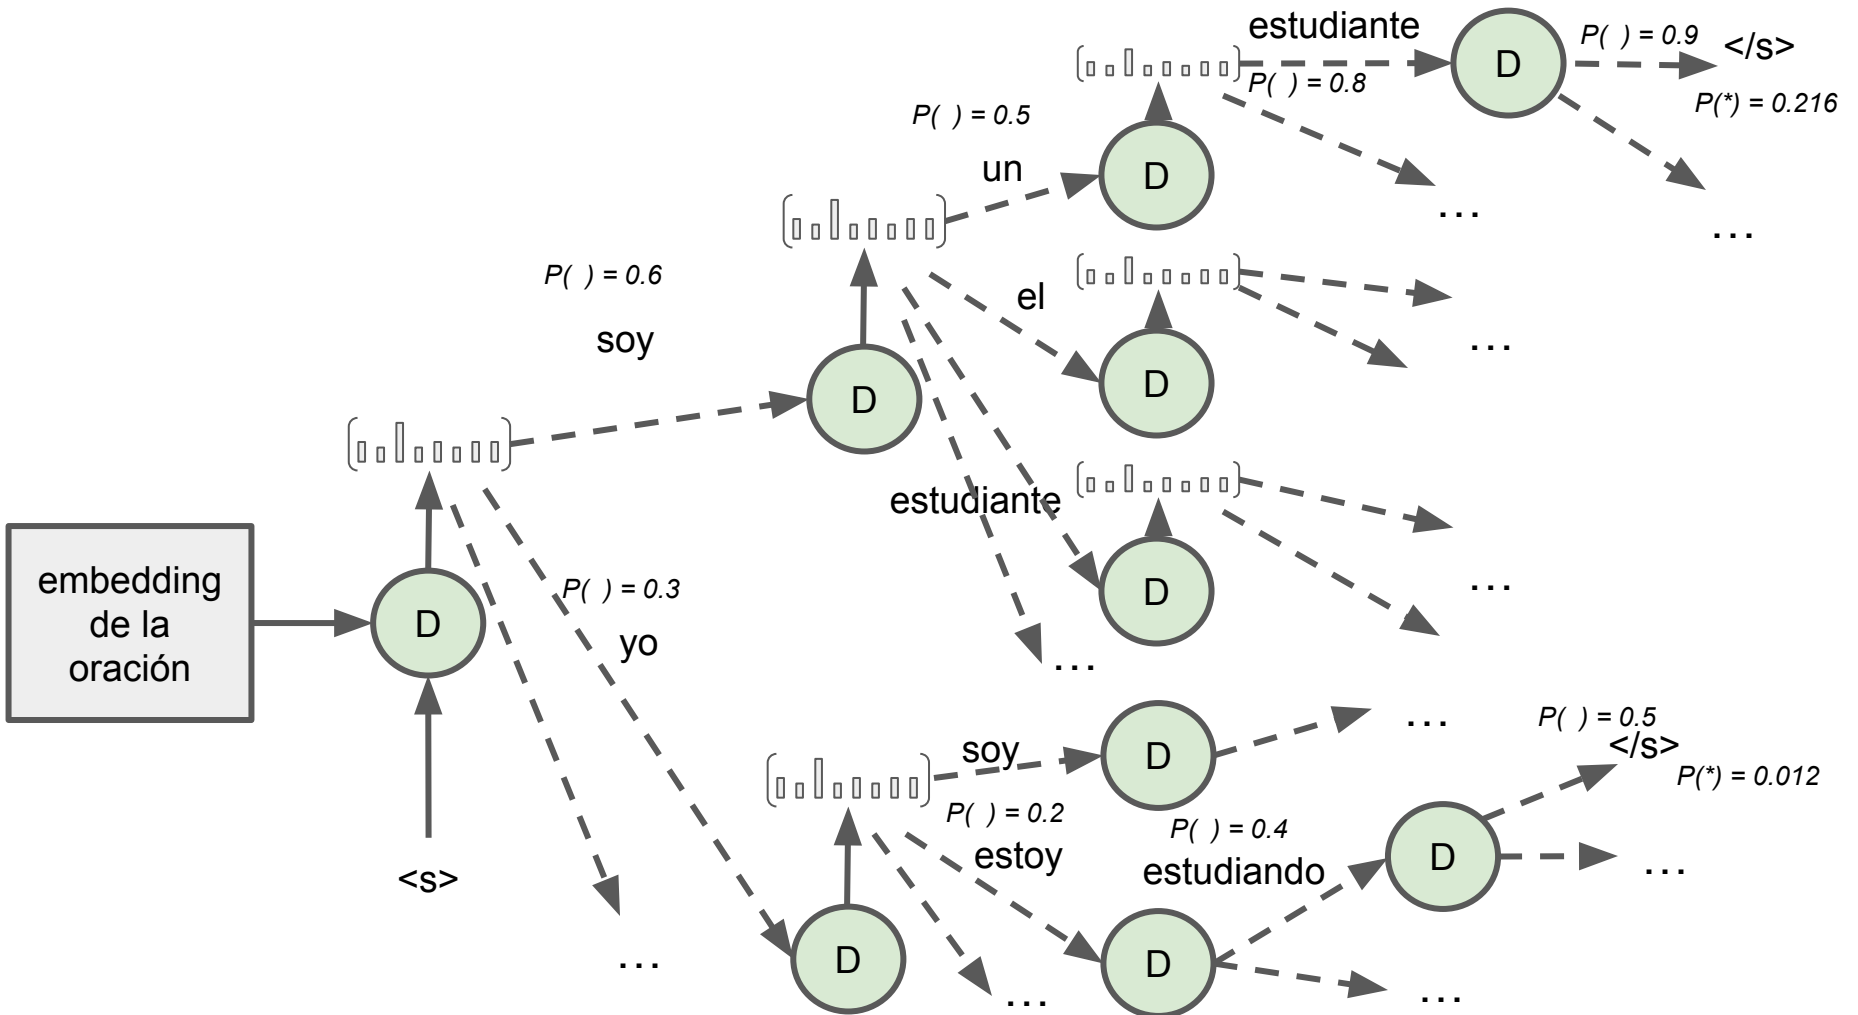 estudiante
P( ) = 0.9
</s>
D
P( ) = 0.8
P(*) = 0.216
P( ) = 0.5
un
D
...
...
P( ) = 0.6
soy
el
...
D
D
estudiante
embedding
de la
oración
D
P( ) = 0.3
yo
D
...
...
soy
D
...
P( ) = 0.5
</s>
P(*) = 0.012
P( ) = 0.2
estoy
P( ) = 0.4
estudiando
D
...
<s>
...
D
...
D
...